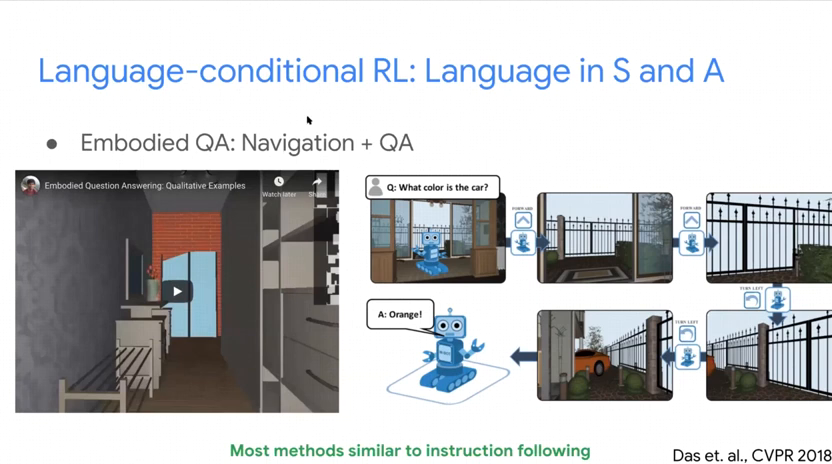 Language-conditional RL: Language in S and A
● Embodied QA: Navigation + QA
Embodied Question Answering: Qualitative Examples
Watch later
Share
Q: What color is the car?
FORWARD
FORWARD
TURN LEFT
TURN LEFT
A: Orange!
Most methods similar to instruction following
Das et. al., CVPR 2018